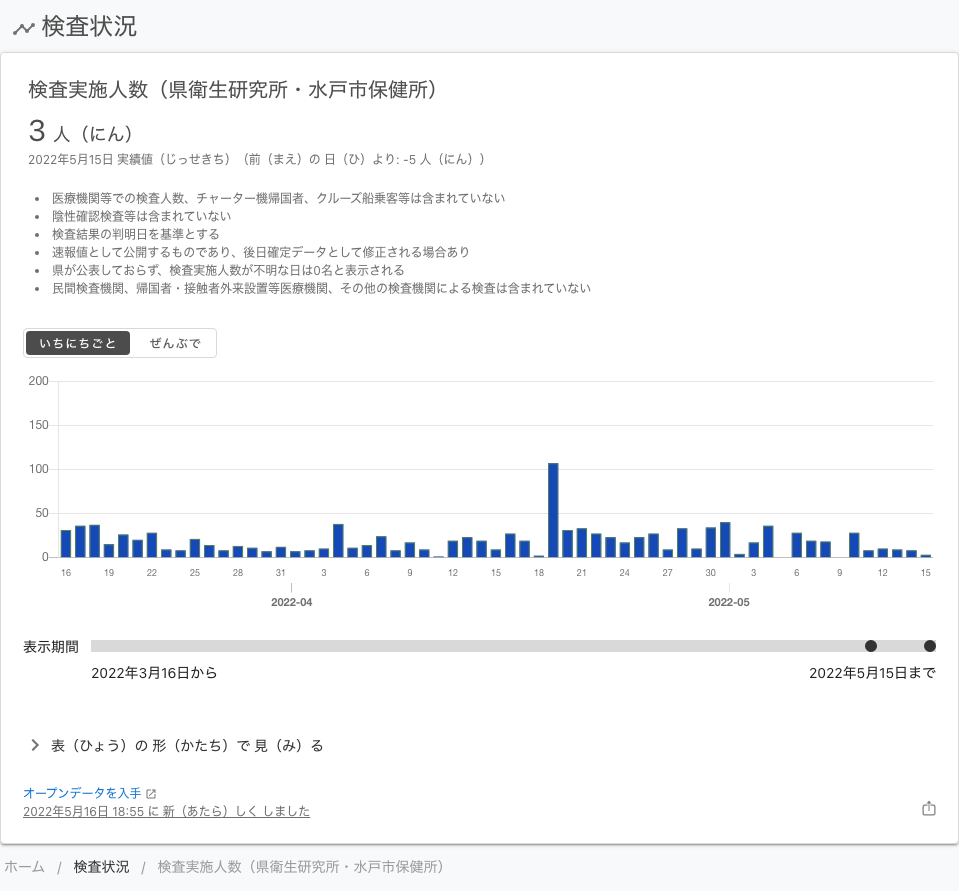 検査状況
検査実施人数（県衛生研究所・水戸市保健所）
3 人（にん）
2022年5月15日 実績値（じっせきち）（前（まえ）の 日（ひ）より: -5 人（にん））
• 医療機関等での検査人数、チャーター機帰国者、クルーズ船乗客等は含まれていない
• 陰性確認検査等は含まれていない
• 検査結果の判明日を基準とする
• 速報値として公開するものであり、後日確定データとして修正される場合あり
• 県が公表しておらず、検査実施人数が不明な日は0名と表示される
• 民間検査機関、帰国者・接触者外来設置等医療機関、その他の検査機関による検査は含まれていない
いちにちごと ぜんぶで
200
150
100
50
0
16 19 22 25 28 31 3 6 9 12 15 18 21 24 27 30 3 6 9 12 15
2022-04 2022-05
表示期間
2022年3月16日から 2022年5月15日まで
表（ひょう）の 形（かたち）で 見（み）る
オープンデータを入手
2022年5月16日 18:55 に 新（あたら）しく しました
ホーム / 検査状況 / 検査実施人数（県衛生研究所・水戸市保健所）